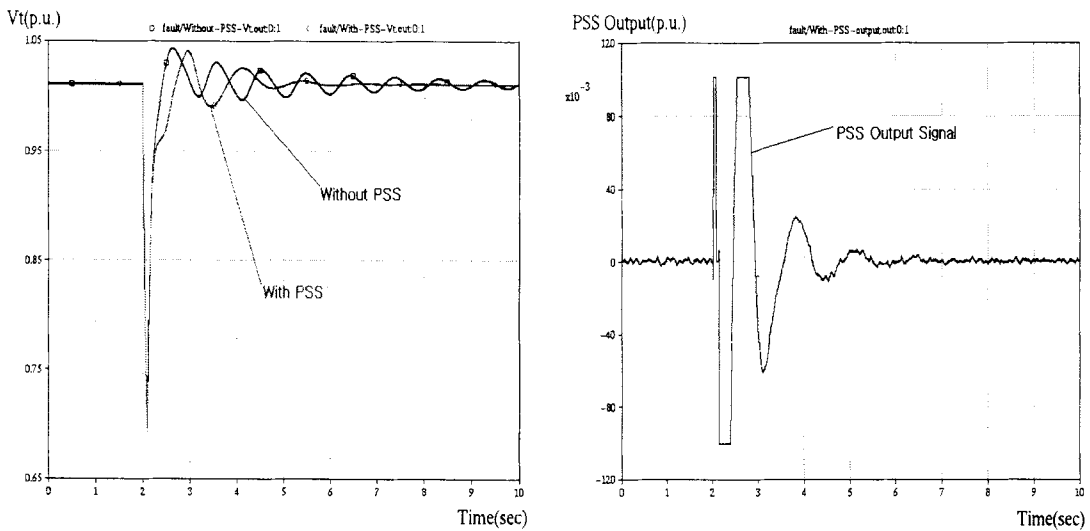 Vt(p.u.)
fault/Without-PSS-Vt.out:0:1
fault/With-PSS-Vt.out:0:1
1.05
0.95
0.85
0.75
0.65
Without PSS
With PSS
0 1 2 3 4 5 6 7 8 9 10
Time(sec)
PSS Output(p.u.)
fault/With-PSS-output.out:0:1
120
x10⁻³
80
40
0
-40
-80
-120
PSS Output Signal
0 1 2 3 4 5 6 7 8 9 10
Time(sec)